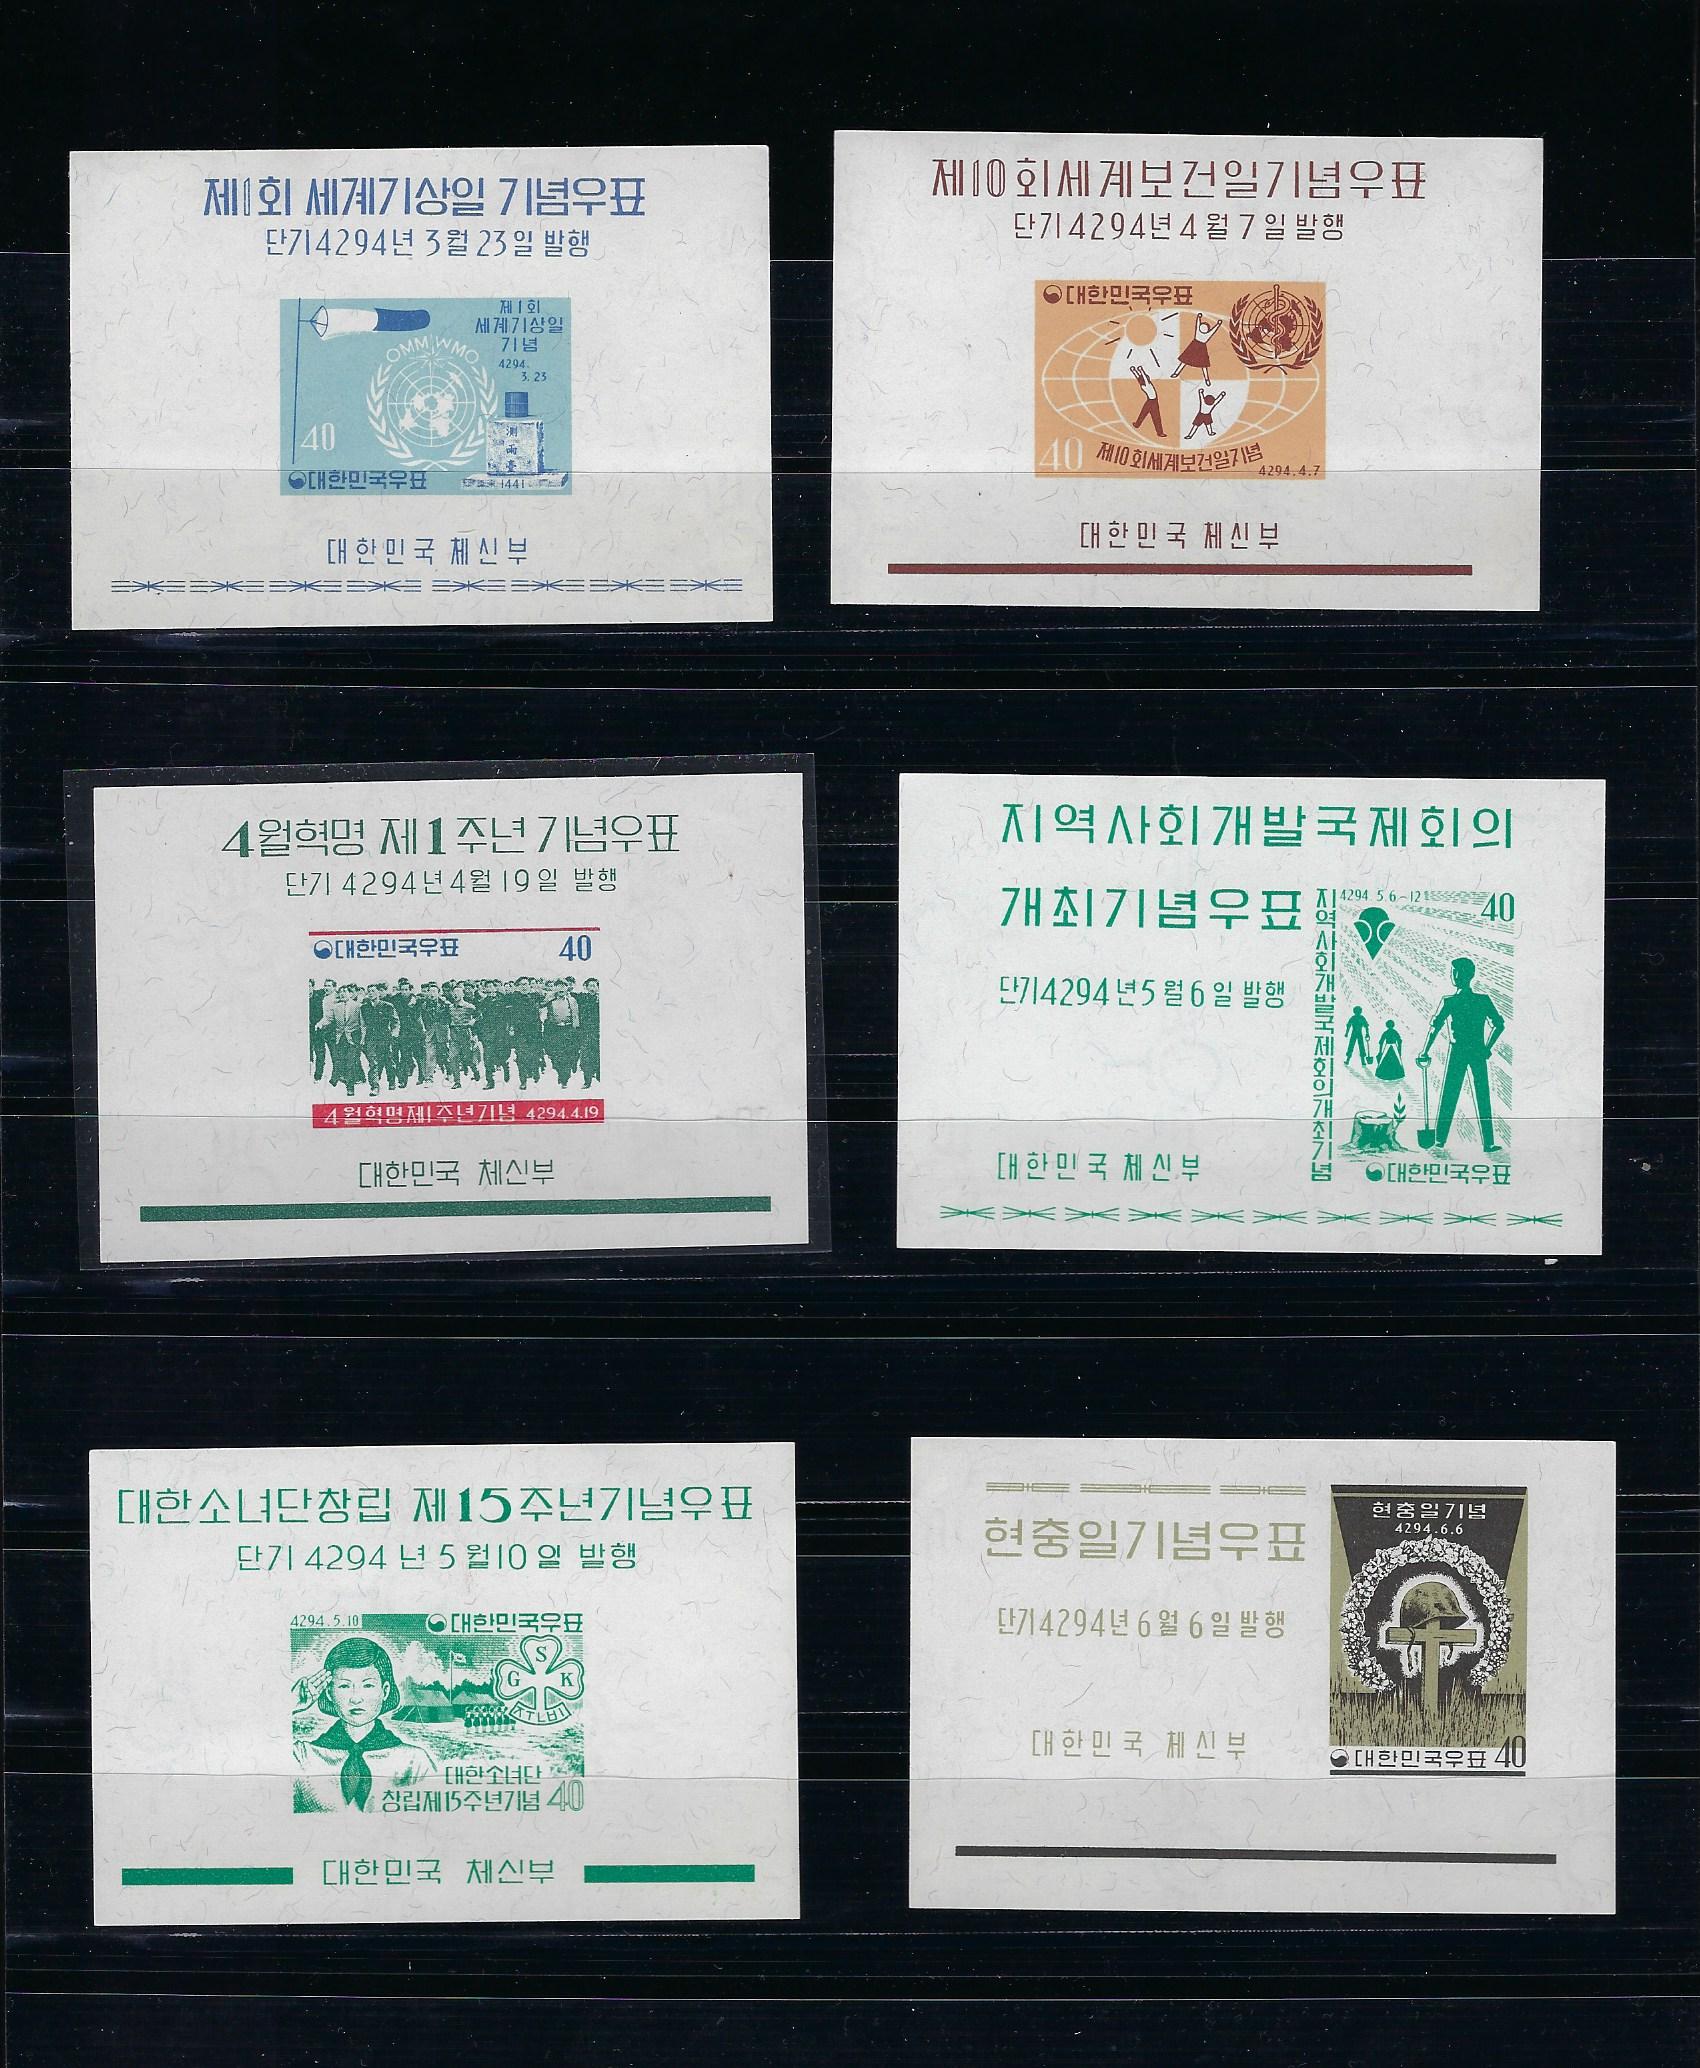 제1회 세계기상일 기념우표
단기4294년 3월 23일 발행
제1회
세계기상일
기념
4294.
3.23
OMM WMO
測
雨
臺
40
대한민국우표
1441
대한민국 체신부
제10회세계보건일기념우표
단기4294년 4월 7일 발행
대한민국우표
40
제10회세계보건일기념
4294.4.7
대한민국 체신부
4월혁명 제1주년기념우표
단기4294년4월19일 발행
대한민국우표 40
4월혁명제1주년기념 4294.4.19
대한민국 체신부
지역사회개발국제회의
개최기념우표
단기4294년5월6일발행
4294.5.6-12 40
지역사회개발국제회의개최기념
대한민국우표
대한민국 체신부
대한소녀단창립 제15주년기념우표
단기4294년5월10일 발행
4294.5.10 대한민국우표
S
G K
준비
대한소녀단
창립제15주년기념 40
대한민국 체신부
현충일기념우표
단기4294년6월6일발행
현충일기념
4294.6.6
대한민국우표 40
대한민국 체신부